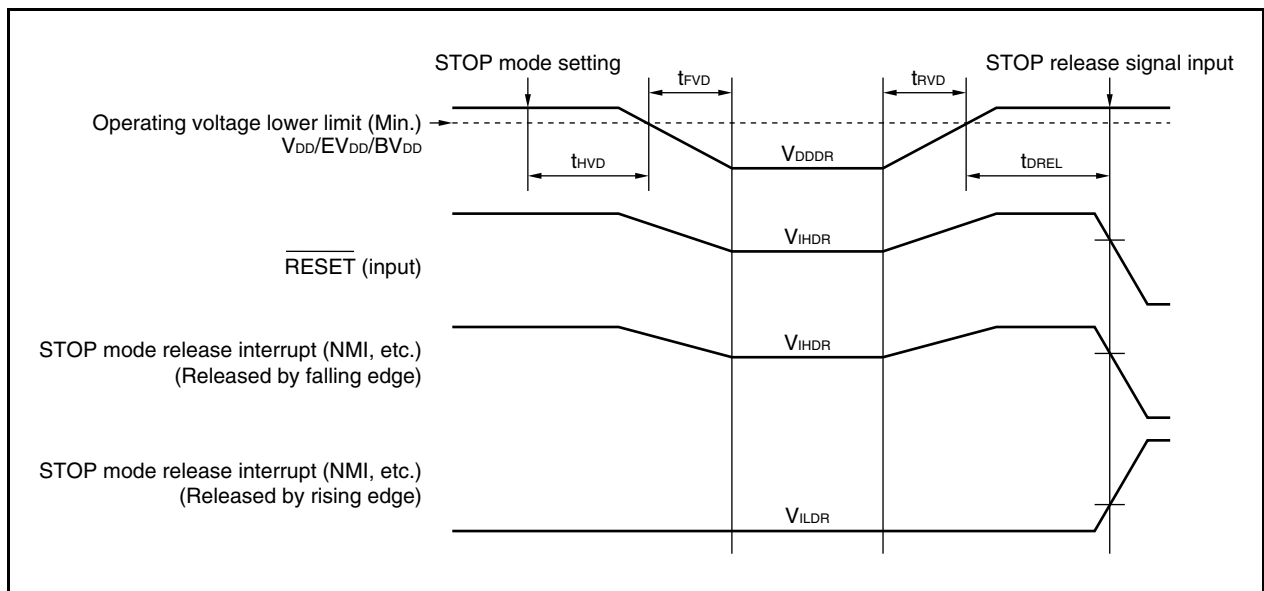 STOP mode setting
tFVD
tRVD
STOP release signal input
Operating voltage lower limit (Min.)
VDD/EVDD/BVDD
tHVD
VDDDR
tDREL
RESET (input)
VIHDR
STOP mode release interrupt (NMI, etc.)
(Released by falling edge)
VIHDR
STOP mode release interrupt (NMI, etc.)
(Released by rising edge)
VILDR